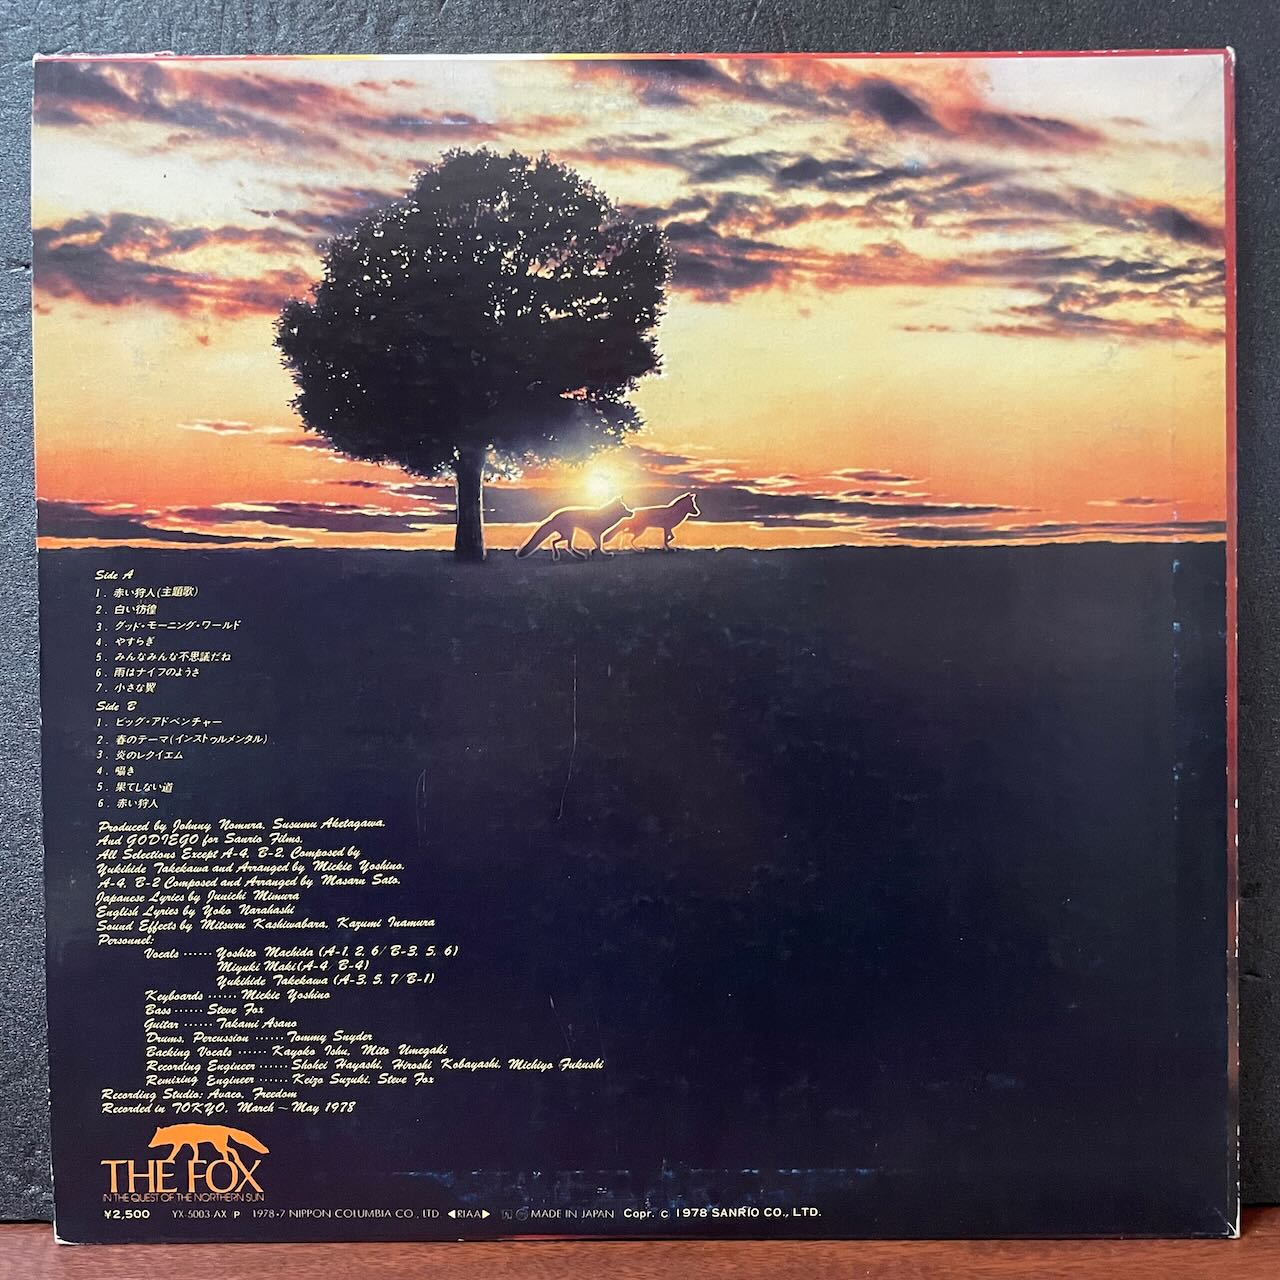 Side A
1. 赤い狩人(主題歌)
2. 白い彷徨
3. グッド・モーニング・ワールド
4. やすらぎ
5. みんなみんな不思議だね
6. 雨はナイフのようさ
7. 小さな翼
Side B
1. ビッグ・アドベンチャー
2. 春のテーマ(インストゥルメンタル)
3. 炎のレクイエム
4. 囁き
5. 果てしない道
6. 赤い狩人
Produced by Johnny Nomura, Susumu Aketagawa.
And GODIEGO for Sanrio Films.
All Selections Except A-4, B-2, Composed by
Yukihide Takekawa and Arranged by Mickie Yoshino.
A-4, B-2 Composed and Arranged by Masaru Sato.
Japanese Lyrics by Junichi Mimura
English Lyrics by Yoko Narahashi
Sound Effects by Mitsuru Kashiwabara, Kazumi Inamura
Personnel:
Vocals ······ Yoshito Machida (A-1, 2, 6/B-3, 5, 6)
Miyuki Maki (A-4/B-4)
Yukihide Takekawa (A-3, 5, 7/B-1)
Keyboards ······ Mickie Yoshino
Bass ······ Steve Fox
Guitar ······ Takami Asano
Drums, Percussion ······ Tommy Snyder
Backing Vocals ······ Kayoko Ishu, Mito Umegaki
Recording Engineer ······ Shohei Hayashi, Hiroshi Kobayashi, Michiyo Fukushi
Remixing Engineer ······ Keizo Suzuki, Steve Fox
Recording Studio: Avaco, Freedom
Recorded in TOKYO, March ~ May 1978
THE FOX
IN THE QUEST OF THE NORTHERN SUN
¥2,500 YX-5003-AX P 1978・7 NIPPON COLUMBIA CO., LTD. ◀RIAA▶ MADE IN JAPAN Copr. c 1978 SANRIO CO., LTD.